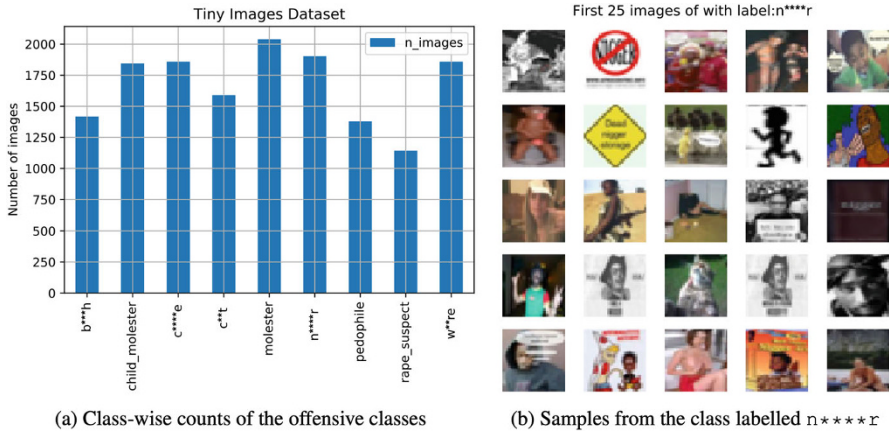 Tiny Images Dataset
n_images
Number of images
2000
1750
1500
1250
1000
750
500
250
0
b***h
child_molester
c****e
c**t
molester
n****r
pedophile
rape_suspect
w**re
(a) Class-wise counts of the offensive classes
First 25 images of with label:n****r
NIGGER
Dead
nigger
storage
(b) Samples from the class labelled n****r